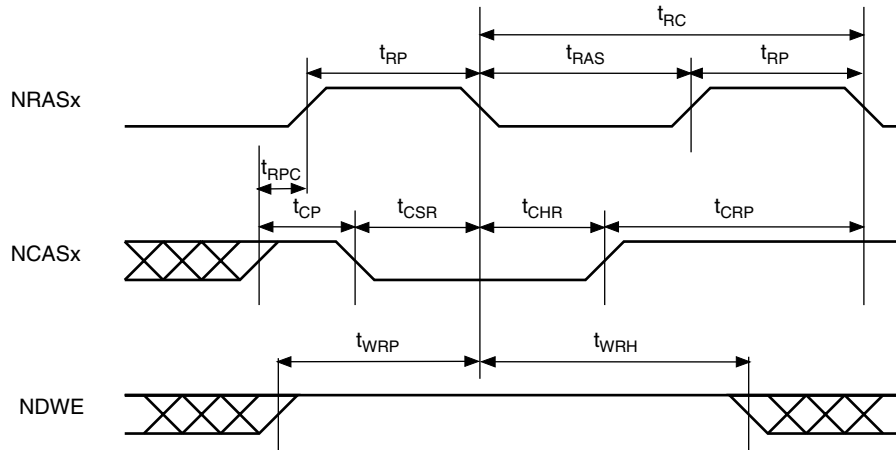 tRC
tRP tRAS tRP
NRASx
tRPC
tCP tCSR tCHR tCRP
NCASx
tWRP tWRH
NDWE